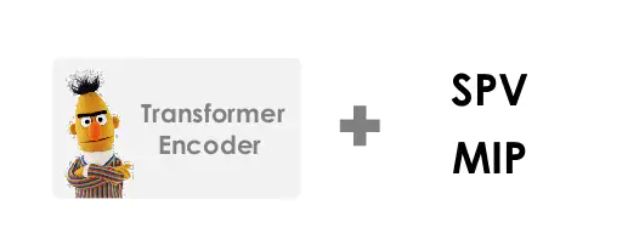 Transformer
Encoder
+
SPV
MIP